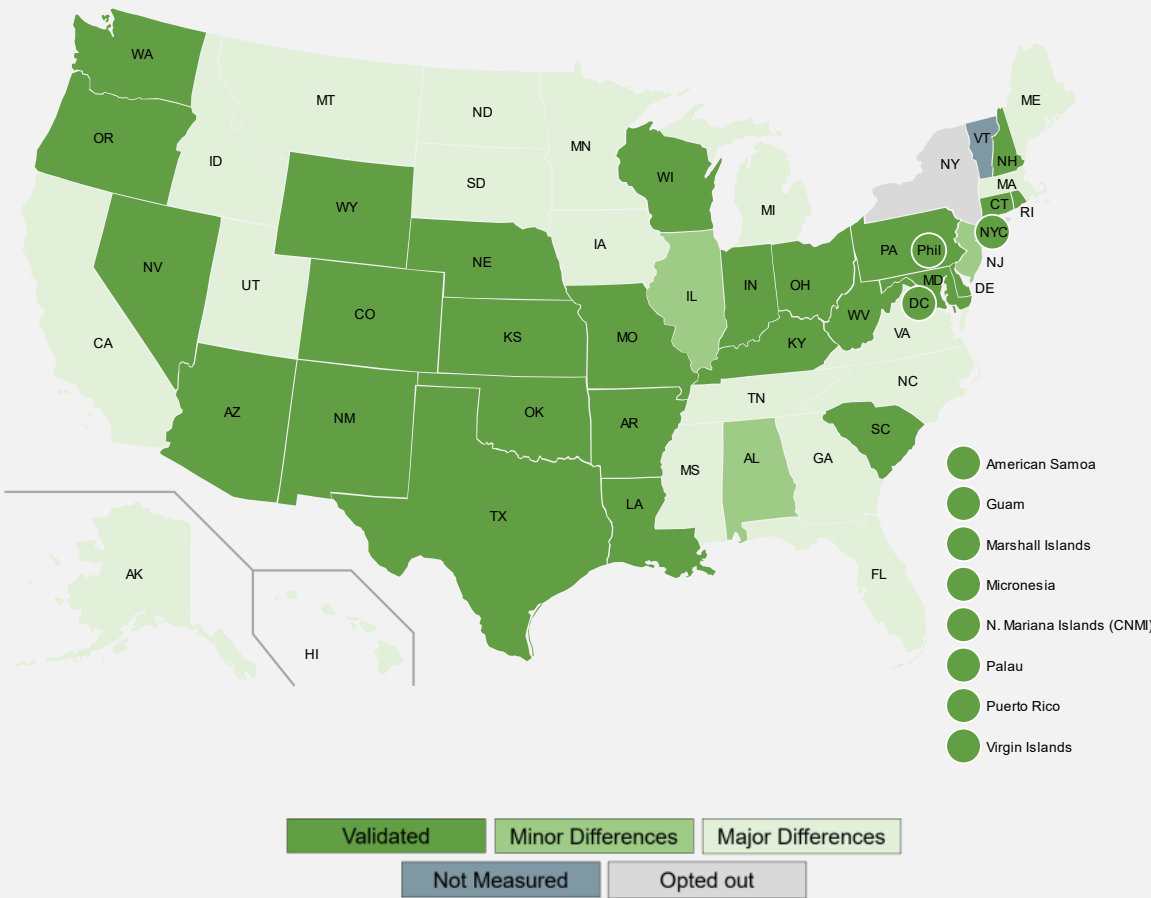 WA
MT
ND
ME
OR
MN
ID
SD
WI
NY
VT
NH
MA
CT
RI
WY
MI
NYC
NV
UT
NE
IA
PA
Phil
NJ
CO
IL
IN
OH
MD
DE
DC
CA
KS
MO
WV
VA
KY
AZ
NM
OK
AR
TN
NC
SC
MS
AL
GA
TX
LA
FL
AK
HI
American Samoa
Guam
Marshall Islands
Micronesia
N. Mariana Islands (CNMI)
Palau
Puerto Rico
Virgin Islands
Validated
Minor Differences
Major Differences
Not Measured
Opted out